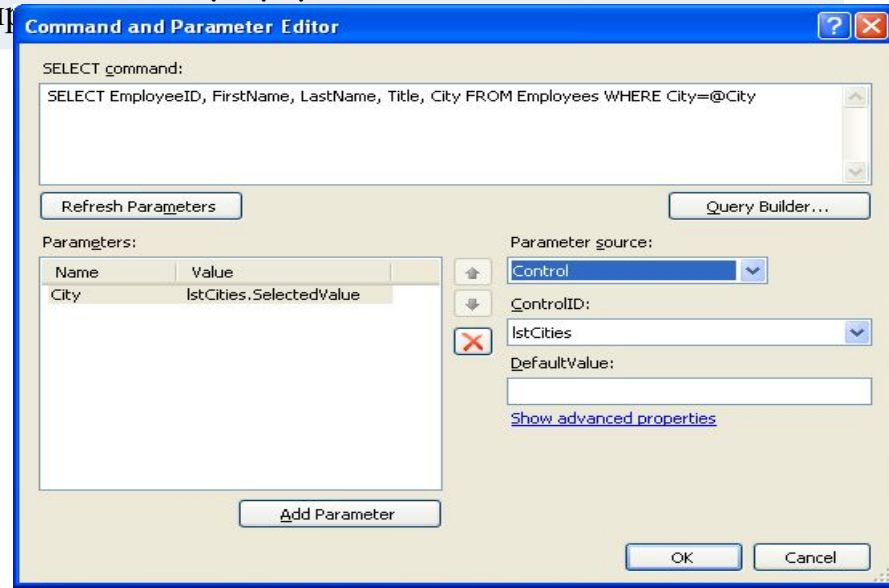 Command and Parameter Editor
SELECT command:
SELECT EmployeeID, FirstName, LastName, Title, City FROM Employees WHERE City=@City
Refresh Parameters
Query Builder...
Parameters:
Name Value
City lstCities.SelectedValue
Parameter source:
Control
ControlID:
lstCities
DefaultValue:
Show advanced properties
Add Parameter
OK Cancel